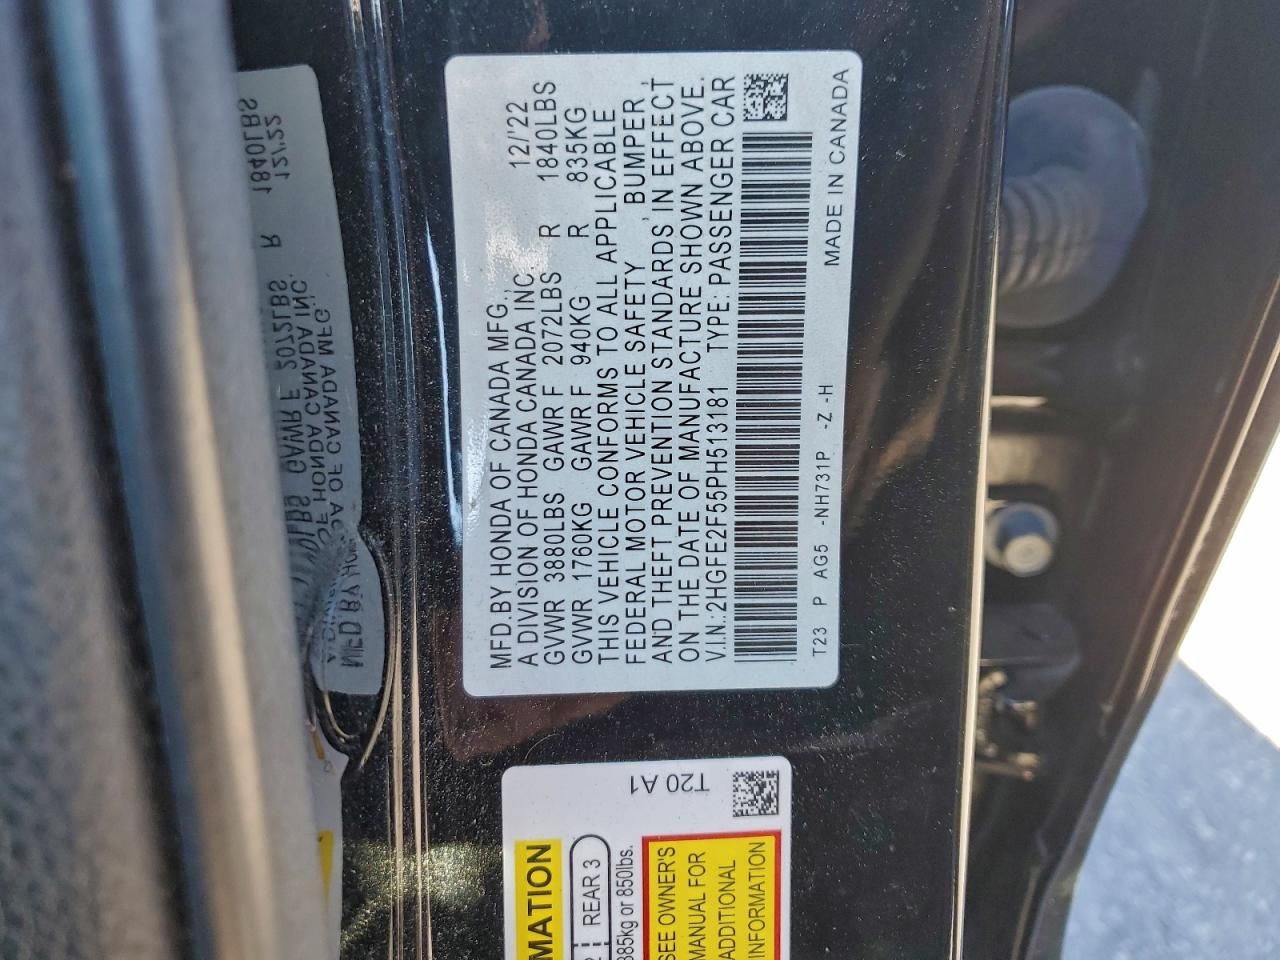 MFD.BY HONDA OF CANADA MFG.,
A DIVISION OF HONDA CANADA INC. 12/'22
GVWR 3880LBS GAWR F 2072LBS R 1840LBS
GVWR 1760KG GAWR F 940KG R 835KG
THIS VEHICLE CONFORMS TO ALL APPLICABLE
FEDERAL MOTOR VEHICLE SAFETY , BUMPER ,
AND THEFT PREVENTION STANDARDS, IN EFFECT
ON THE DATE OF MANUFACTURE SHOWN ABOVE.
V.I.N.:2HGFE2F55PH513181 TYPE: PASSENGER CAR
T23 P AG5 -NH731P -Z -H MADE IN CANADA
T20 A1
MATION
REAR 3
385kg or 850lbs.
SEE OWNER'S
MANUAL FOR
ADDITIONAL
INFORMATION